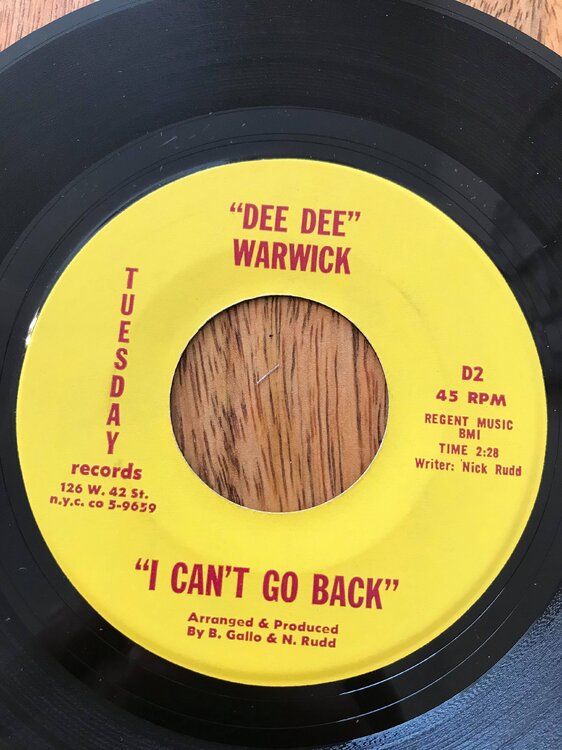 "DEE DEE"
WARWICK
TUESDAY
records
126 W. 42 St.
n.y.c. co 5-9659
D2
45 RPM
REGENT MUSIC
BMI
TIME 2:28
Writer: Nick Rudd
"I CAN'T GO BACK"
Arranged & Produced
By B. Gallo & N. Rudd